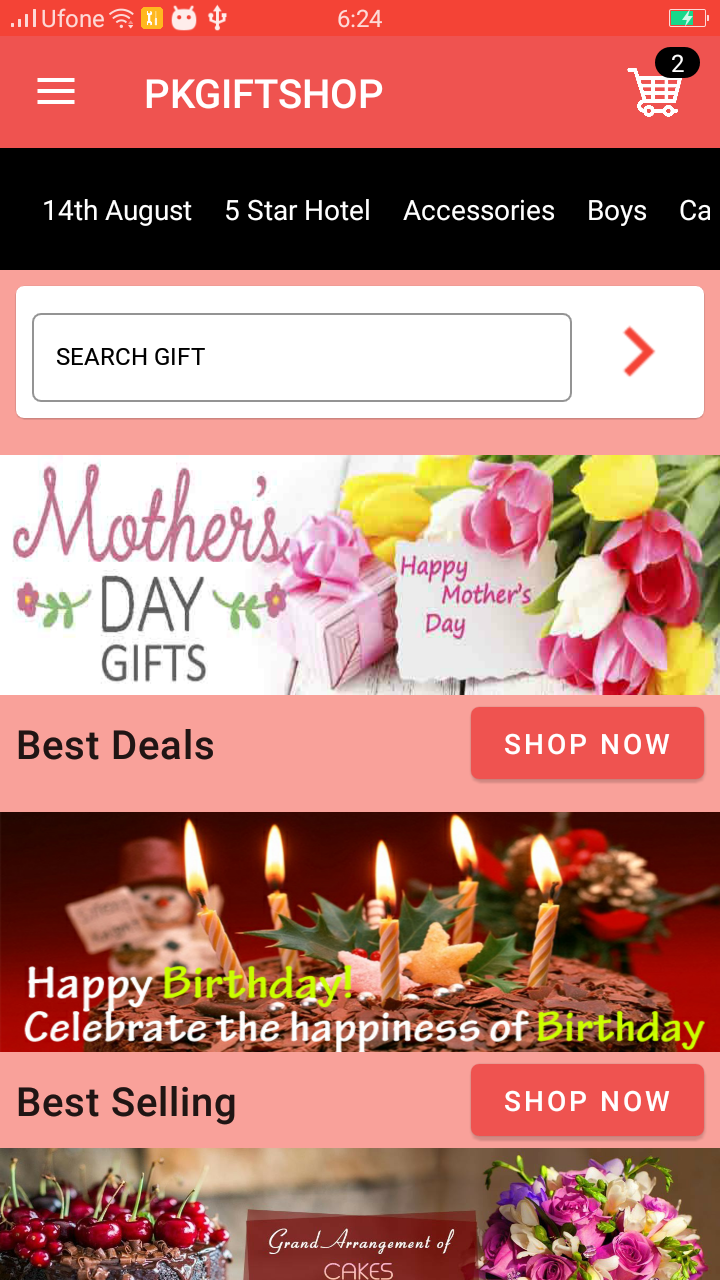 Ufone
6:24
PKGIFTSHOP
2
14th August 5 Star Hotel Accessories Boys Ca
SEARCH GIFT
Mother's
DAY
GIFTS
Happy
Mother's
Day
Best Deals
SHOP NOW
Happy Birthday!
Celebrate the happiness of Birthday
Best Selling
SHOP NOW
Grand Arrangement of
CAKES